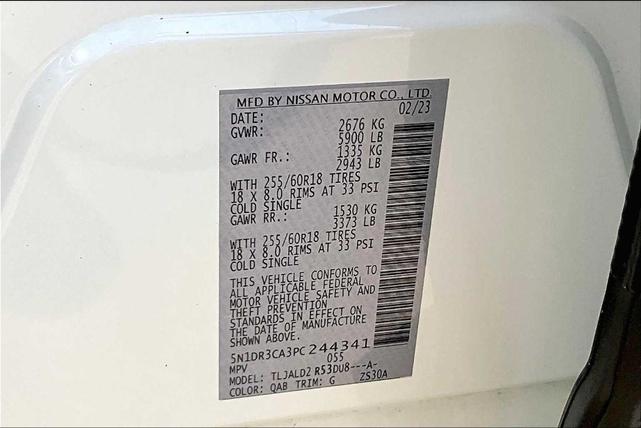 MFD BY NISSAN MOTOR CO., LTD.
DATE: 02/23
GVWR: 2676 KG
5900 LB
GAWR FR.: 1335 KG
2943 LB
WITH 255/60R18 TIRES
18 X 8.0 RIMS AT 33 PSI
COLD SINGLE
GAWR RR.: 1530 KG
3373 LB
WITH 255/60R18 TIRES
18 X 8.0 RIMS AT 33 PSI
COLD SINGLE
THIS VEHICLE CONFORMS TO
ALL APPLICABLE FEDERAL
MOTOR VEHICLE SAFETY AND
THEFT PREVENTION
STANDARDS IN EFFECT ON
THE DATE OF MANUFACTURE
SHOWN ABOVE.
5N1DR3CA3PC244341
MPV 055
MODEL: TLJALD2 R53DU8---A-
COLOR: QAB TRIM: G ZS30A